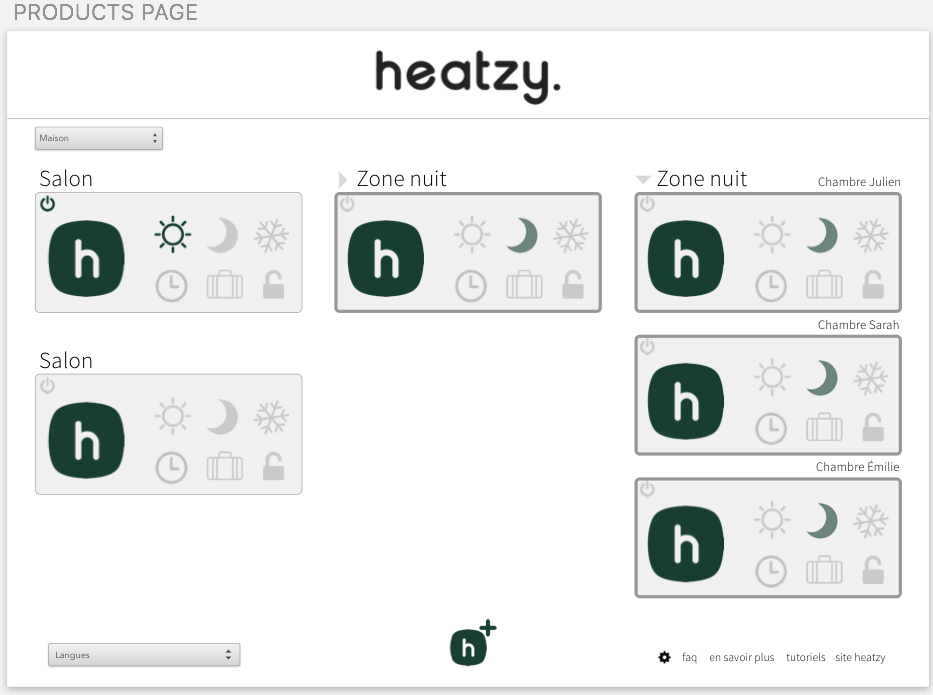 PRODUCTS PAGE
heatzy.
Maison
Salon
Zone nuit
Zone nuit
Chambre Julien
h
h
h
Chambre Sarah
Salon
h
h
Chambre Émilie
h
h
Langues
faq en savoir plus tutoriels site heatzy